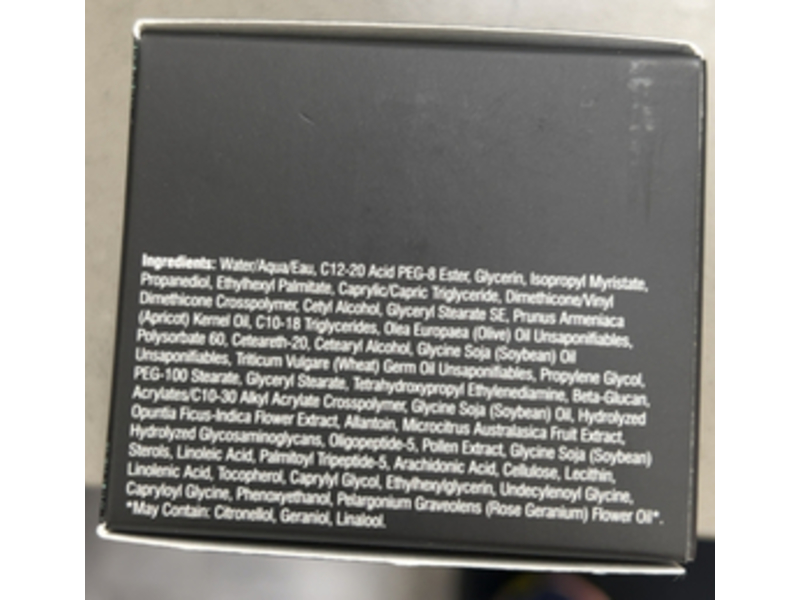 Ingredients: Water/Aqua/Eau, C12-20 Acid PEG-8 Ester, Glycerin, Isopropyl Myristate,
Propanediol, Ethylhexyl Palmitate, Caprylic/Capric Triglyceride, Dimethicone/Vinyl
Dimethicone Crosspolymer, Cetyl Alcohol, Glyceryl Stearate SE, Prunus Armeniaca
(Apricot) Kernel Oil, C10-18 Triglycerides, Olea Europaea (Olive) Oil Unsaponifiables,
Polysorbate 60, Ceteareth-20, Cetearyl Alcohol, Glycine Soja (Soybean) Oil
Unsaponifiables, Triticum Vulgare (Wheat) Germ Oil Unsaponifiables, Propylene Glycol,
PEG-100 Stearate, Glyceryl Stearate, Tetrahydroxypropyl Ethylenediamine, Beta-Glucan,
Acrylates/C10-30 Alkyl Acrylate Crosspolymer, Glycine Soja (Soybean) Oil, Hydrolyzed
Opuntia Ficus-Indica Flower Extract, Allantoin, Microcitrus Australasica Fruit Extract,
Hydrolyzed Glycosaminoglycans, Oligopeptide-5, Pollen Extract, Glycine Soja (Soybean)
Sterols, Linoleic Acid, Palmitoyl Tripeptide-5, Arachidonic Acid, Cellulose, Lecithin,
Linolenic Acid, Tocopherol, Caprylyl Glycol, Ethylhexylglycerin, Undecylenoyl Glycine,
Capryloyl Glycine, Phenoxyethanol, Pelargonium Graveolens (Rose Geranium) Flower Oil*.
*May Contain: Citronellol, Geraniol, Linalool.